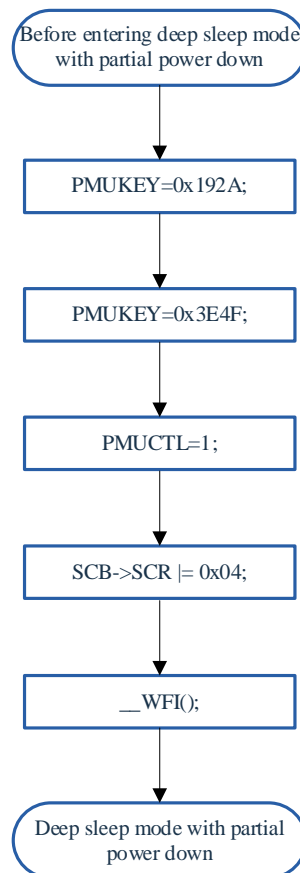 Before entering deep sleep mode
with partial power down
PMUKEY=0x192A;
PMUKEY=0x3E4F;
PMUCTL=1;
SCB->SCR |= 0x04;
__WFI();
Deep sleep mode with partial
power down